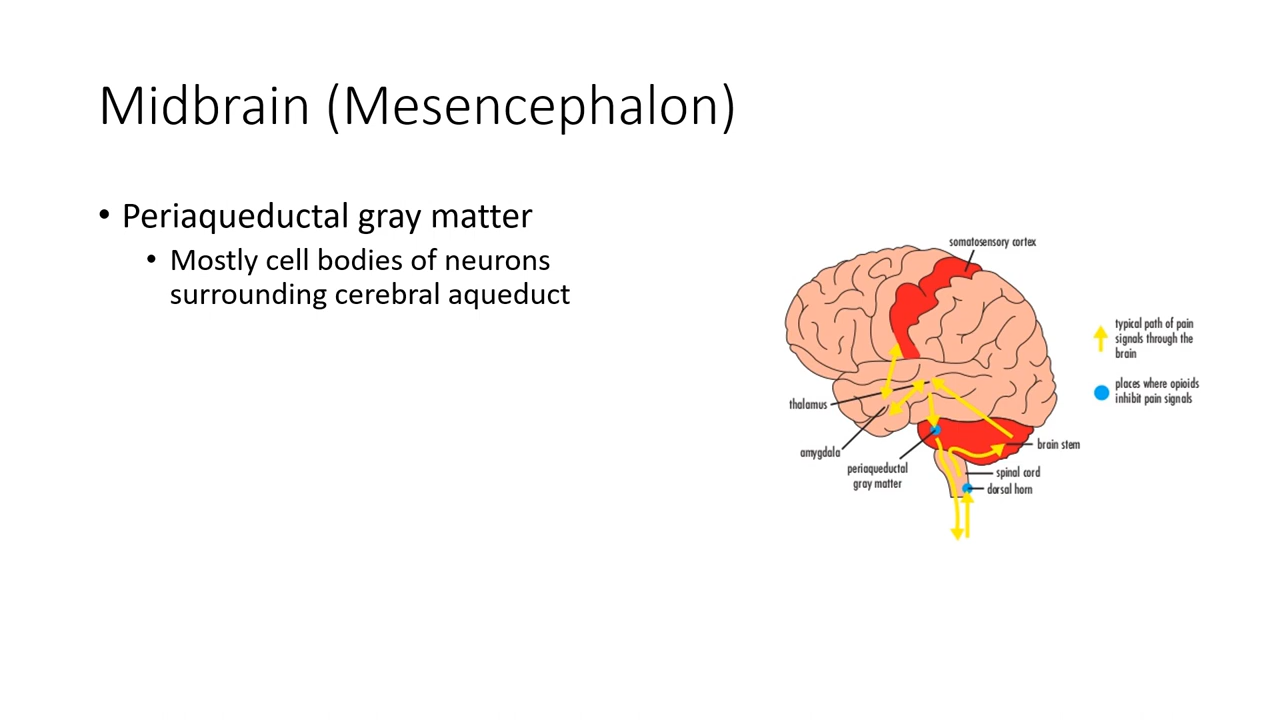 Midbrain (Mesencephalon)
• Periaqueductal gray matter
• Mostly cell bodies of neurons
surrounding cerebral aqueduct
somatosensory cortex
typical path of pain
signals through the
brain
places where opioids
inhibit pain signals
thalamus
amygdala
periaqueductal
gray matter
brain stem
spinal cord
dorsal horn